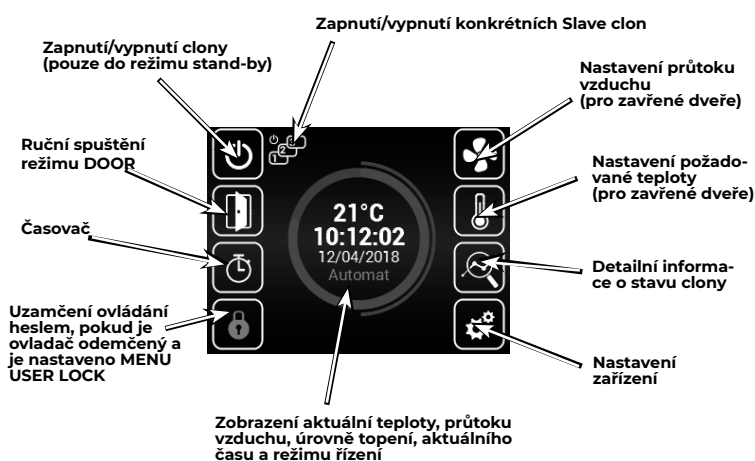 Zapnutí/vypnutí konkrétních Slave clon
Zapnutí/vypnutí clony
(pouze do režimu stand-by)
Nastavení průtoku
vzduchu
(pro zavřené dveře)
Ruční spuštění
režimu DOOR
Nastavení požado-
vané teploty
(pro zavřené dveře)
Časovač
Detailní informa-
ce o stavu clony
Uzamčení ovládání
heslem, pokud je
ovladač odemčený a
je nastaveno MENU
USER LOCK
Nastavení
zařízení
1
2
21°C
10:12:02
12/04/2018
Automat
Zobrazení aktuální teploty, průtoku
vzduchu, úrovně topení, aktuálního
času a režimu řízení